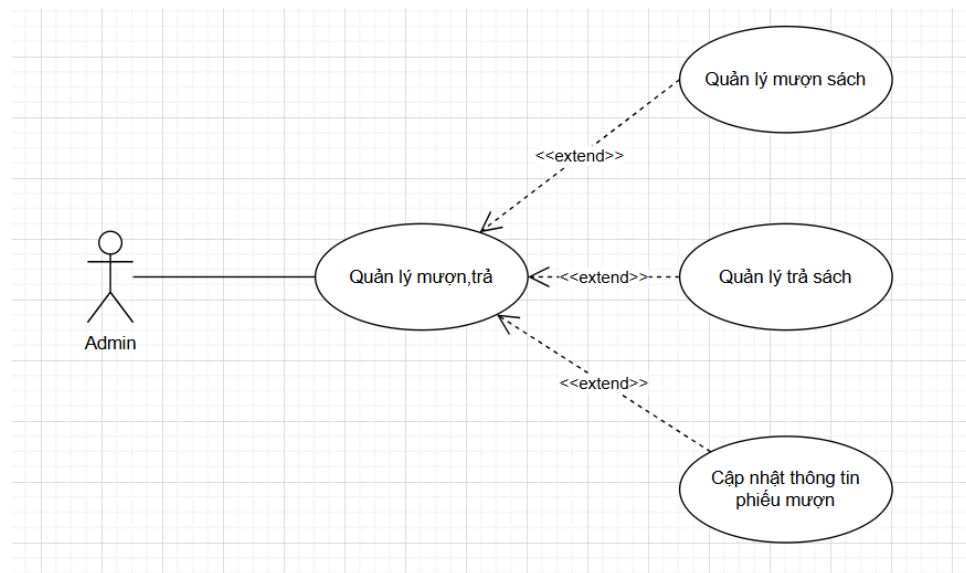 Quản lý mượn sách
<<extend>>
Quản lý mượn,trả
<<extend>>
Quản lý trả sách
Admin
<<extend>>
Cập nhật thông tin
phiếu mượn